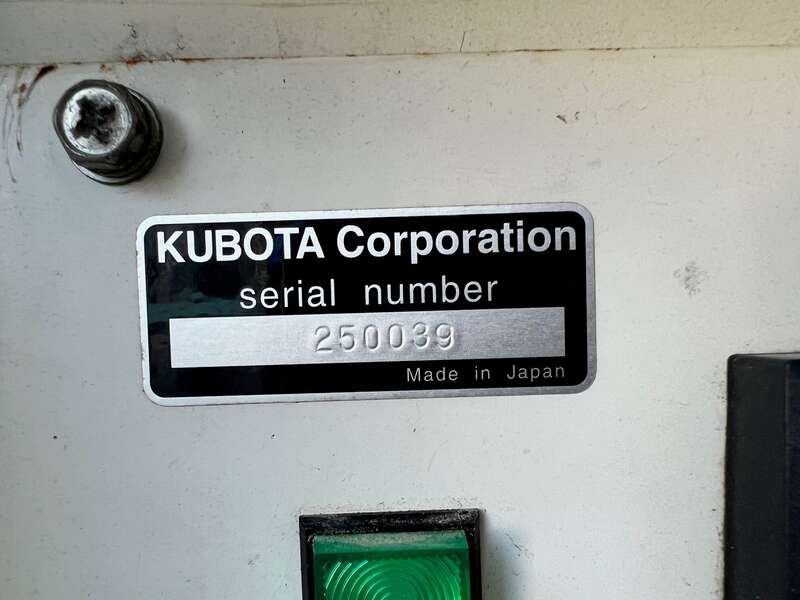 KUBOTA Corporation
serial number
250039
Made in Japan